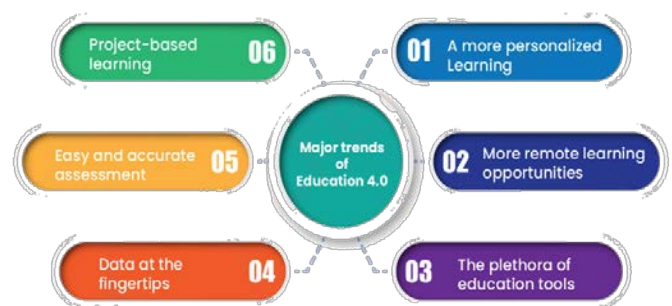 Major trends
of
Education 4.0
01
A more personalized
Learning
02
More remote learning
opportunities
03
The plethora of
education tools
04
Data at the
fingertips
05
Easy and accurate
assessment
06
Project-based
learning